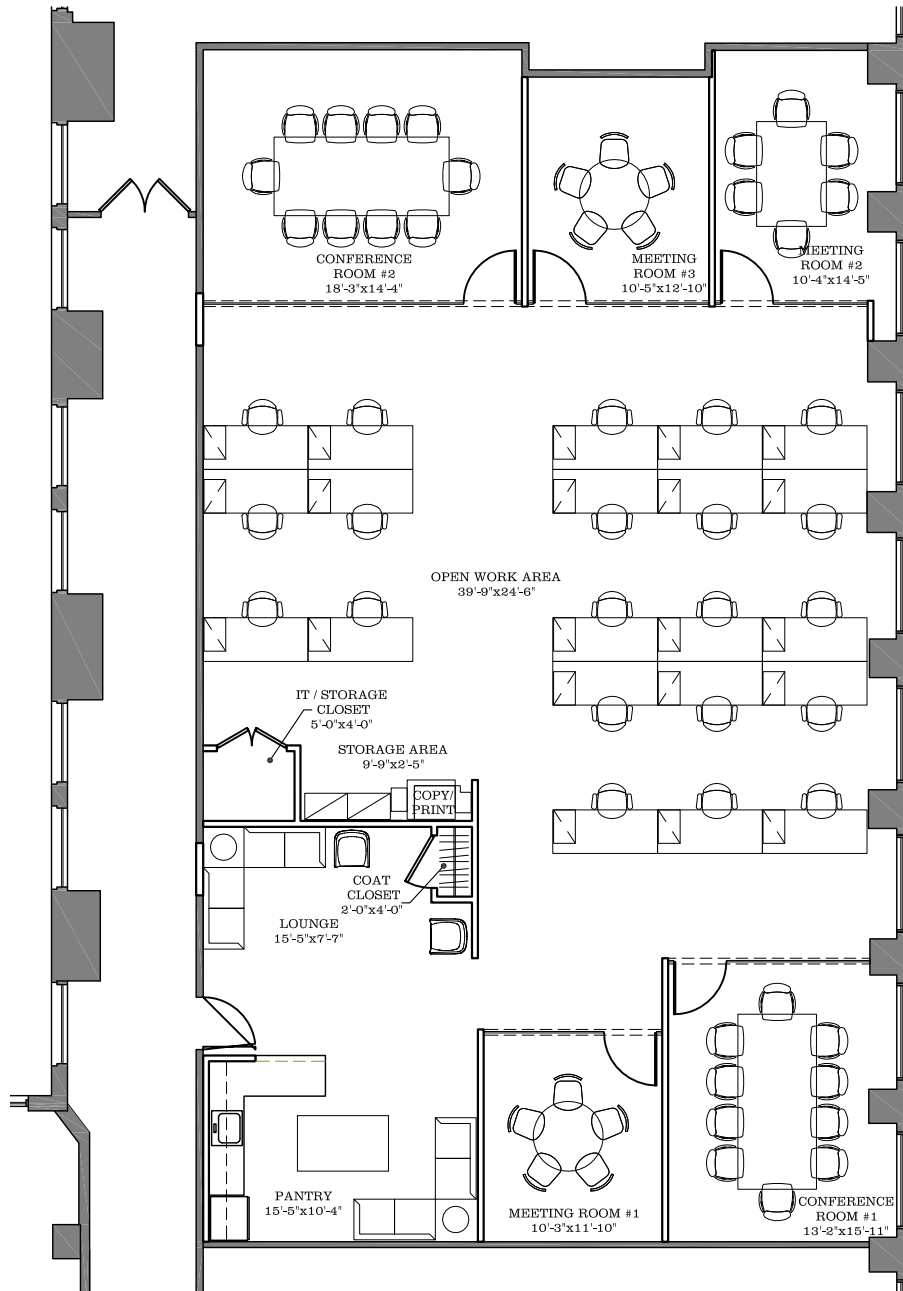 CONFERENCE
ROOM #2
18'-3"x14'-4"
MEETING
ROOM #3
10'-5"x12'-10"
MEETING
ROOM #2
10'-4"x14'-5"
OPEN WORK AREA
39'-9"x24'-6"
IT / STORAGE
CLOSET
5'-0"x4'-0"
STORAGE AREA
9'-9"x2'-5"
COPY/
PRINT
COAT
CLOSET
2'-0"x4'-0"
LOUNGE
15'-5"x7'-7"
PANTRY
15'-5"x10'-4"
MEETING ROOM #1
10'-3"x11'-10"
CONFERENCE
ROOM #1
13'-2"x15'-11"